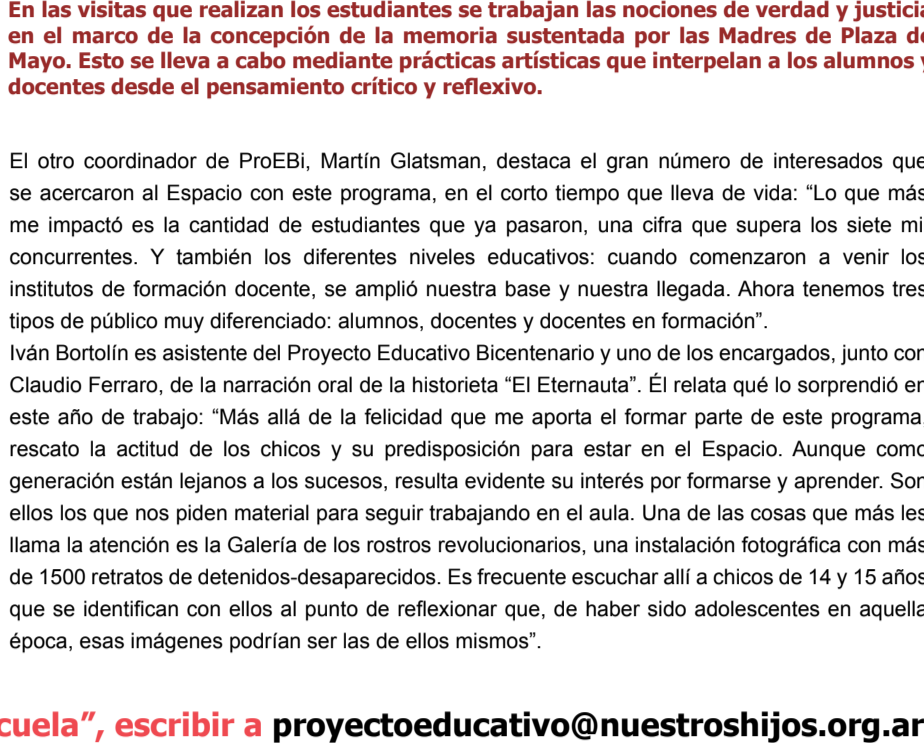 En las visitas que realizan los estudiantes se trabajan las nociones de verdad y justicia
en el marco de la concepción de la memoria sustentada por las Madres de Plaza de
Mayo. Esto se lleva a cabo mediante prácticas artísticas que interpelan a los alumnos y
docentes desde el pensamiento crítico y reflexivo.
El otro coordinador de ProEBi, Martín Glatsman, destaca el gran número de interesados que
se acercaron al Espacio con este programa, en el corto tiempo que lleva de vida: “Lo que más
me impactó es la cantidad de estudiantes que ya pasaron, una cifra que supera los siete mil
concurrentes. Y también los diferentes niveles educativos: cuando comenzaron a venir los
institutos de formación docente, se amplió nuestra base y nuestra llegada. Ahora tenemos tres
tipos de público muy diferenciado: alumnos, docentes y docentes en formación”.
Iván Bortolín es asistente del Proyecto Educativo Bicentenario y uno de los encargados, junto con
Claudio Ferraro, de la narración oral de la historieta “El Eternauta”. Él relata qué lo sorprendió en
este año de trabajo: “Más allá de la felicidad que me aporta el formar parte de este programa,
rescato la actitud de los chicos y su predisposición para estar en el Espacio. Aunque como
generación están lejanos a los sucesos, resulta evidente su interés por formarse y aprender. Son
ellos los que nos piden material para seguir trabajando en el aula. Una de las cosas que más les
llama la atención es la Galería de los rostros revolucionarios, una instalación fotográfica con más
de 1500 retratos de detenidos-desaparecidos. Es frecuente escuchar allí a chicos de 14 y 15 años
que se identifican con ellos al punto de reflexionar que, de haber sido adolescentes en aquella
época, esas imágenes podrían ser las de ellos mismos”.
cuela”, escribir a proyectoeducativo@nuestroshijos.org.ar